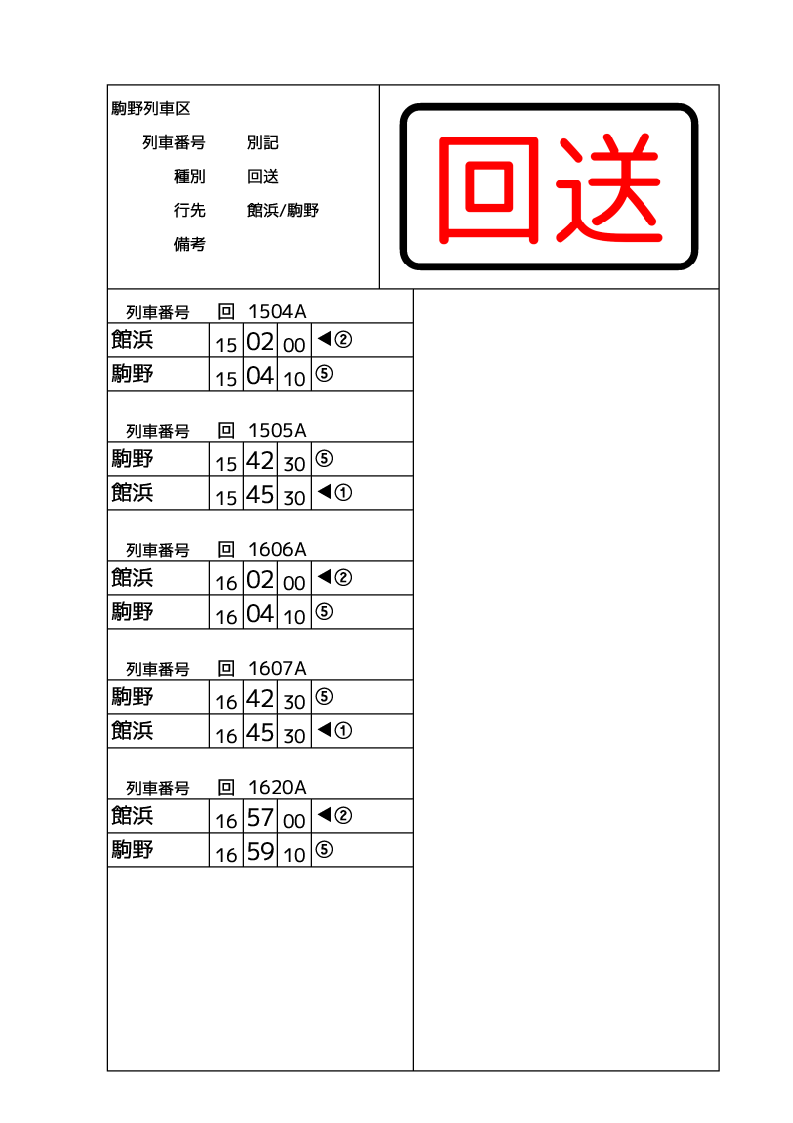 駒野列車区
列車番号 別記
種別 回送
行先 館浜/駒野
備考
回送
列車番号 回 1504A
館浜 15 02 00 ◀②
駒野 15 04 10 ⑤
列車番号 回 1505A
駒野 15 42 30 ⑤
館浜 15 45 30 ◀①
列車番号 回 1606A
館浜 16 02 00 ◀②
駒野 16 04 10 ⑤
列車番号 回 1607A
駒野 16 42 30 ⑤
館浜 16 45 30 ◀①
列車番号 回 1620A
館浜 16 57 00 ◀②
駒野 16 59 10 ⑤